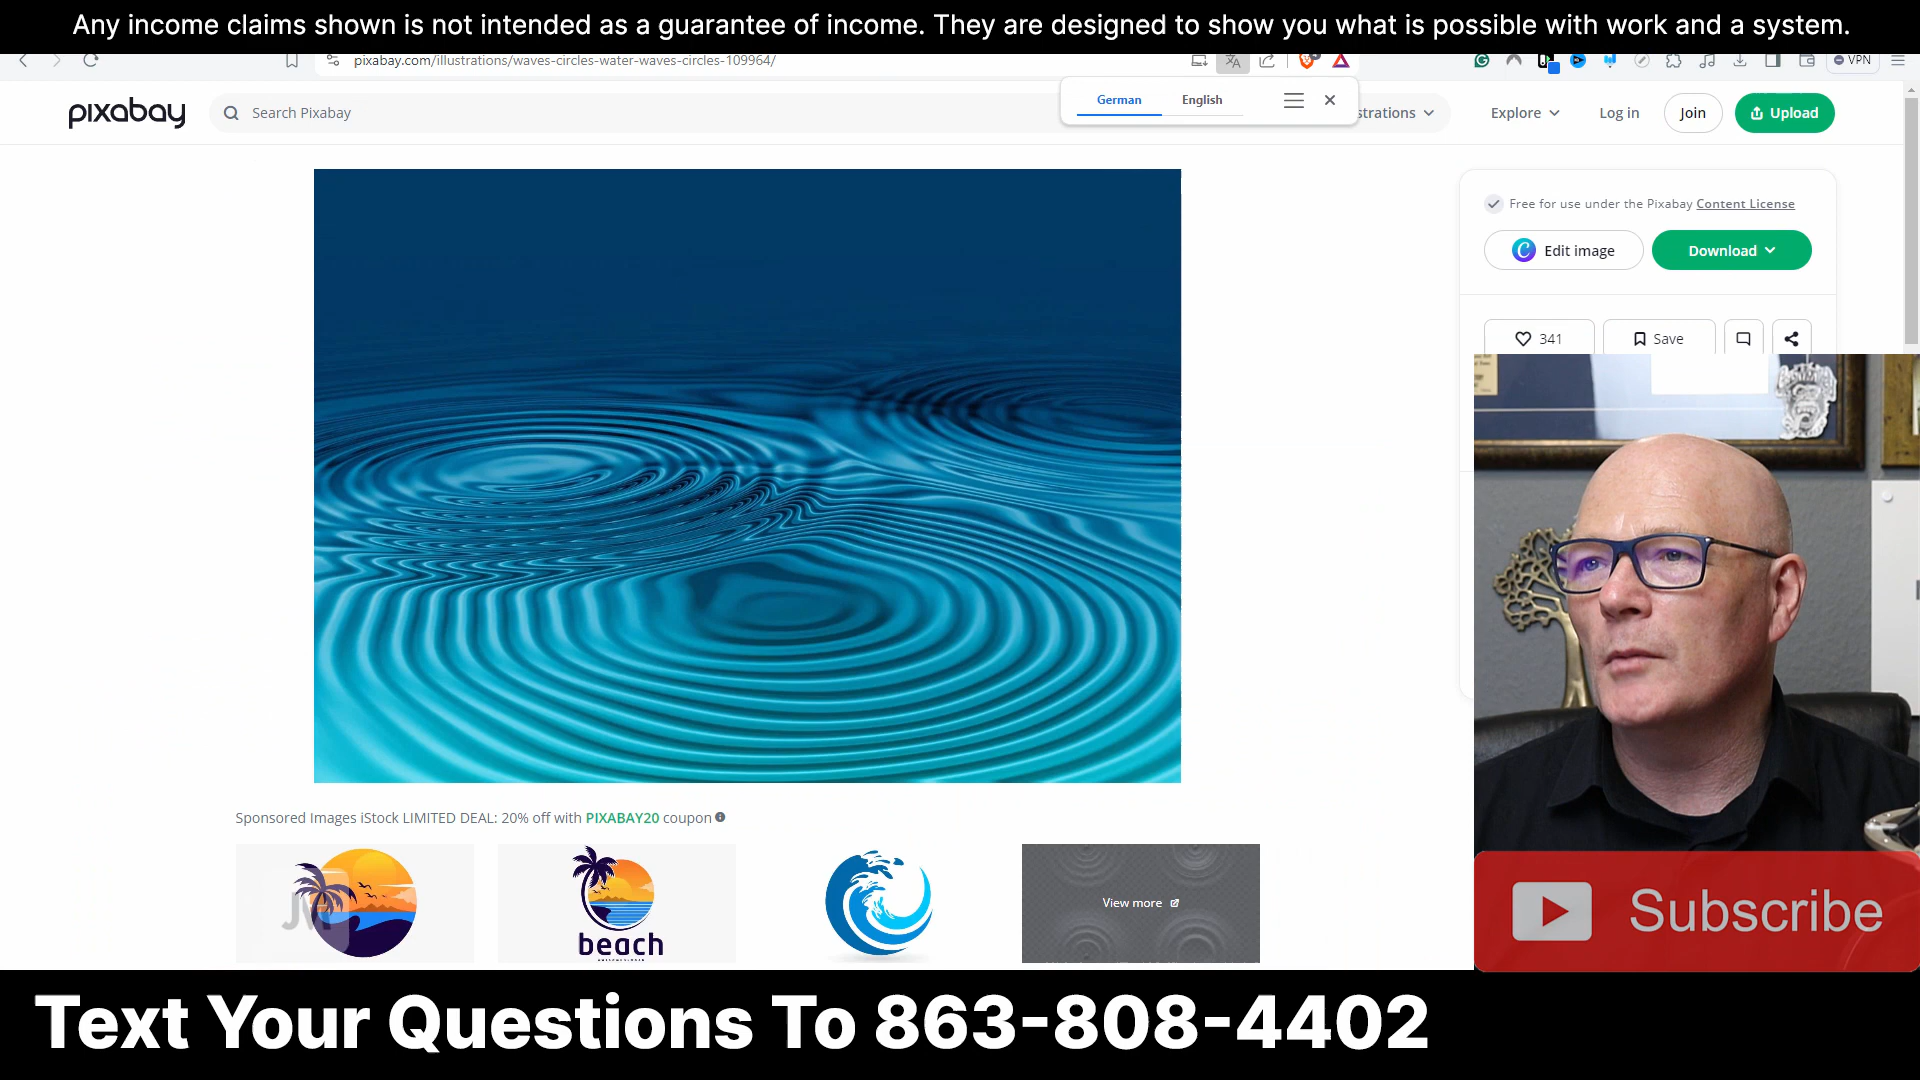 Any income claims shown is not intended as a guarantee of income. They are designed to show you what is possible with work and a system.
pixabay.com/illustrations/waves-circles-water-waves-circles-109964/
VPN
German English
pixabay
Search Pixabay
strations
Explore
Log in
Join
Upload
Free for use under the Pixabay Content License
Edit image
Download
341
Save
Sponsored Images iStock LIMITED DEAL: 20% off with PIXABAY20 coupon
beach
View more
Subscribe
Text Your Questions To 863-808-4402